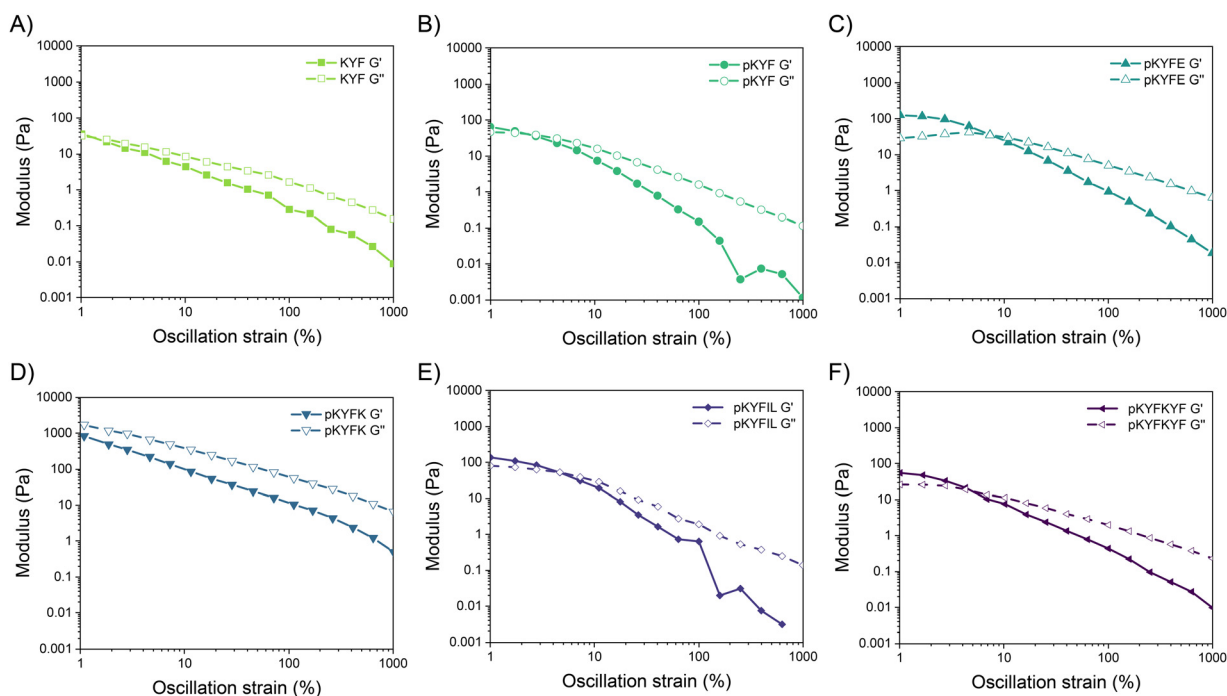 A)
KYF G'
KYF G"
Modulus (Pa)
10000
1000
100
10
1
0.1
0.01
0.001
1
10
100
1000
Oscillation strain (%)
B)
pKYF G'
pKYF G"
Modulus (Pa)
10000
1000
100
10
1
0.1
0.01
0.001
1
10
100
1000
Oscillation strain (%)
C)
pKYFE G'
pKYFE G"
Modulus (Pa)
10000
1000
100
10
1
0.1
0.01
0.001
1
10
100
1000
Oscillation strain (%)
D)
pKYFK G'
pKYFK G"
Modulus (Pa)
10000
1000
100
10
1
0.1
0.01
0.001
1
10
100
1000
Oscillation strain (%)
E)
pKYFIL G'
pKYFIL G"
Modulus (Pa)
10000
1000
100
10
1
0.1
0.01
0.001
1
10
100
1000
Oscillation strain (%)
F)
pKYFKYF G'
pKYFKYF G"
Modulus (Pa)
10000
1000
100
10
1
0.1
0.01
0.001
1
10
100
1000
Oscillation strain (%)